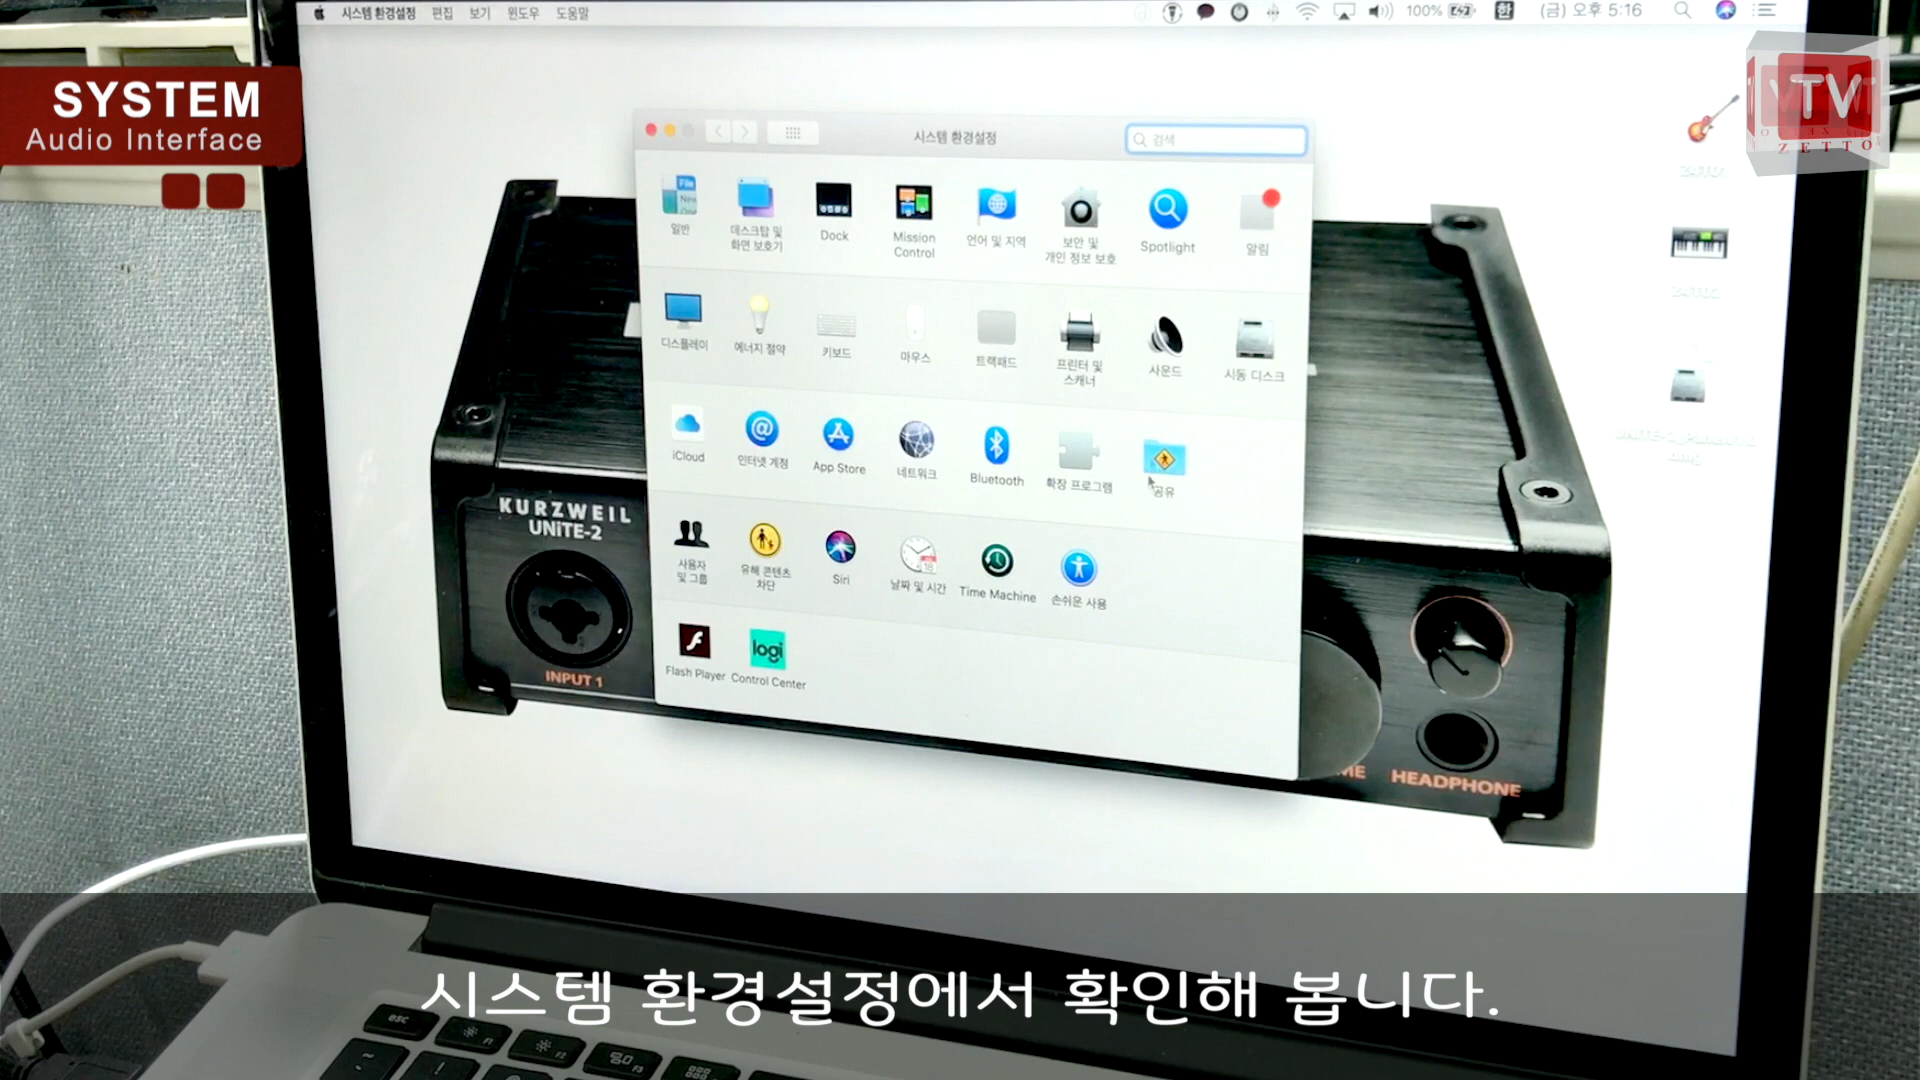 시스템 환경설정 편집 보기 윈도우 도움말
100% 한 (금) 오후 5:16
SYSTEM
Audio Interface
VTV
ZETTO
시스템 환경설정
검색
일반
데스크탑 및
화면 보호기
Dock
Mission
Control
언어 및 지역
보안 및
개인 정보 보호
Spotlight
알림
디스플레이
에너지 절약
키보드
마우스
트랙패드
프린터 및
스캐너
사운드
시동 디스크
iCloud
인터넷 계정
App Store
네트워크
Bluetooth
확장 프로그램
공유
사용자
및 그룹
유해 콘텐츠
차단
Siri
날짜 및 시간
Time Machine
손쉬운 사용
Flash Player
logi
Control Center
KURZWEIL
UNiTE-2
INPUT 1
HEADPHONE
시스템 환경설정에서 확인해 봅니다.
esc
F1
F2
F3